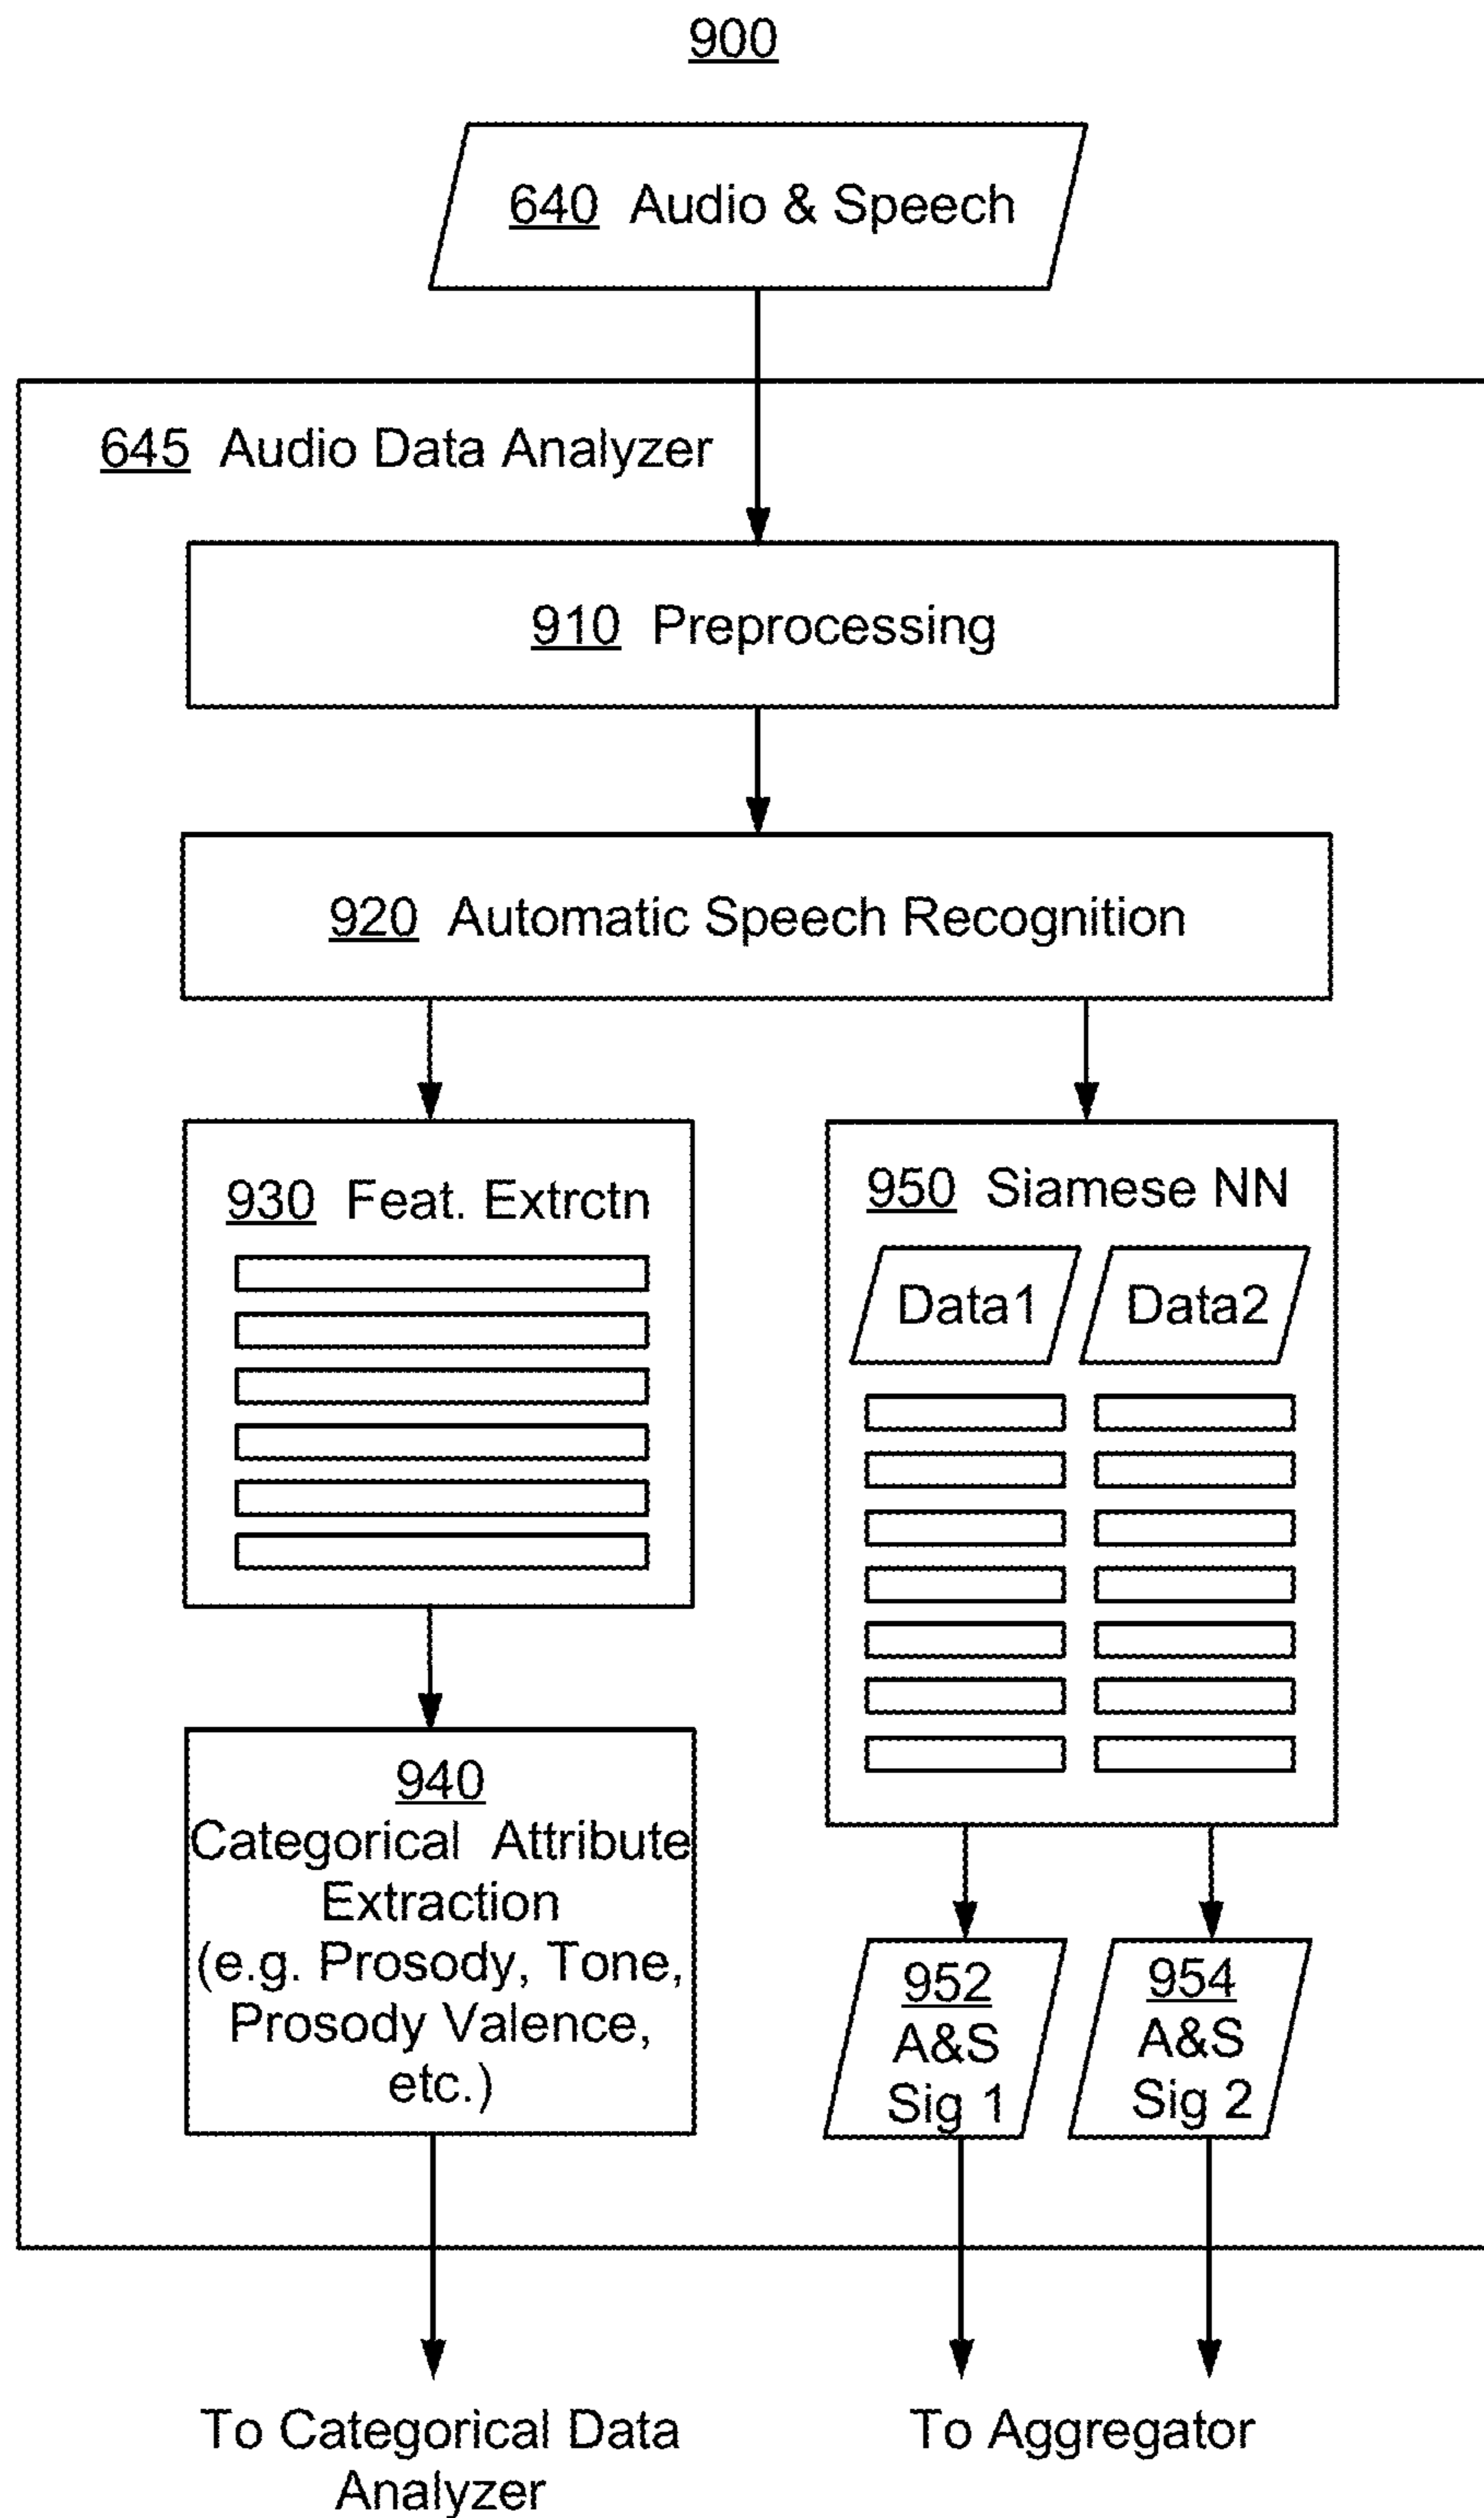 900
640 Audio & Speech
645 Audio Data Analyzer
910 Preprocessing
920 Automatic Speech Recognition
930 Feat. Extrctn
950 Siamese NN
Data1
Data2
940
Categorical Attribute
Extraction
(e.g. Prosody, Tone,
Prosody Valence,
etc.)
952
A&S
Sig 1
954
A&S
Sig 2
To Categorical Data
Analyzer
To Aggregator